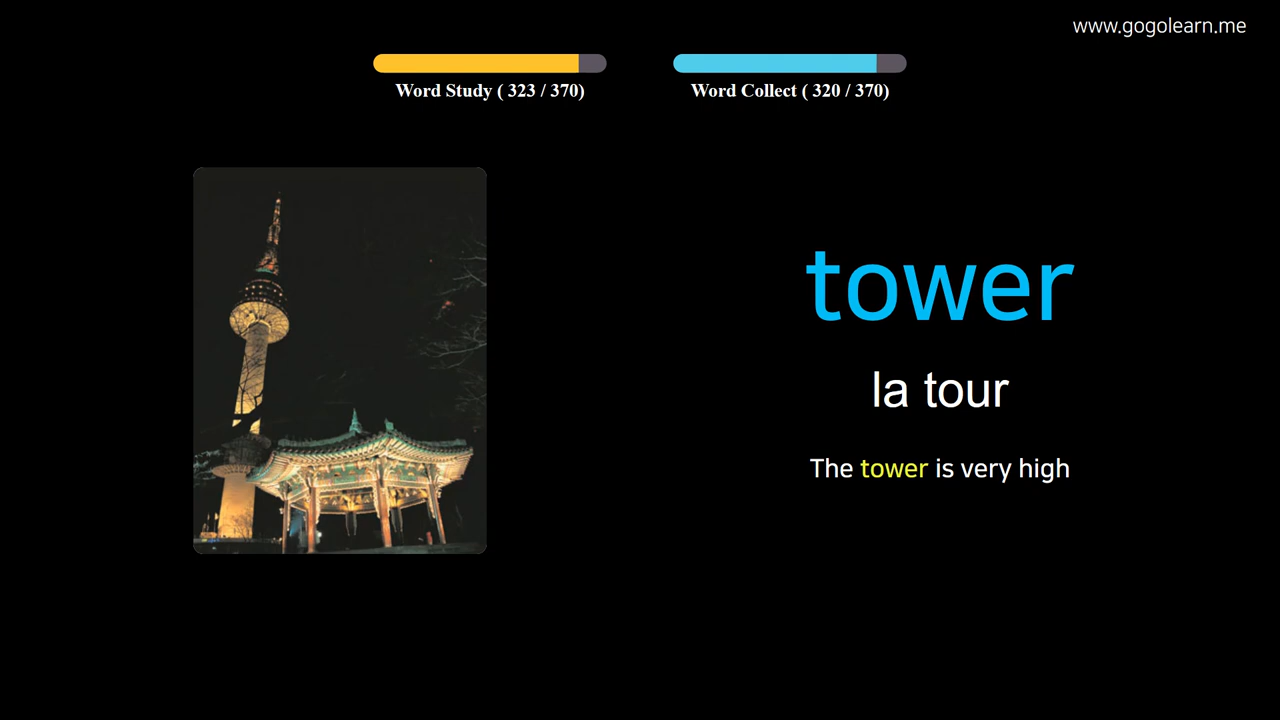 www.gogolearn.me
Word Study ( 323 / 370)
Word Collect ( 320 / 370)
tower
la tour
The tower is very high